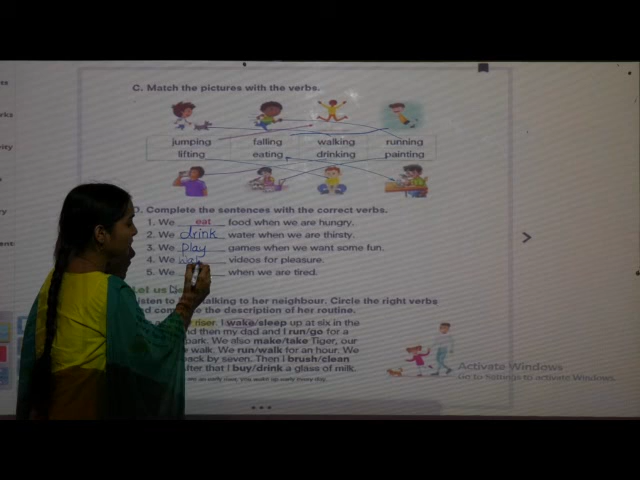 C. Match the pictures with the verbs.
jumping falling walking running
lifting eating drinking painting
D. Complete the sentences with the correct verbs.
1. We eat food when we are hungry.
2. We drink water when we are thirsty.
3. We play games when we want some fun.
4. We videos for pleasure.
5. We when we are tired.
Let us
talking to her neighbour. Circle the right verbs
the description of her routine.
riser. I wake/sleep up at six in the
then my dad and I run/go for a
park. We also make/take Tiger, our
walk. We run/walk for an hour. We
back by seven. Then I brush/clean
after that I buy/drink a glass of milk.
Activate Windows
Go to Settings to activate Windows.